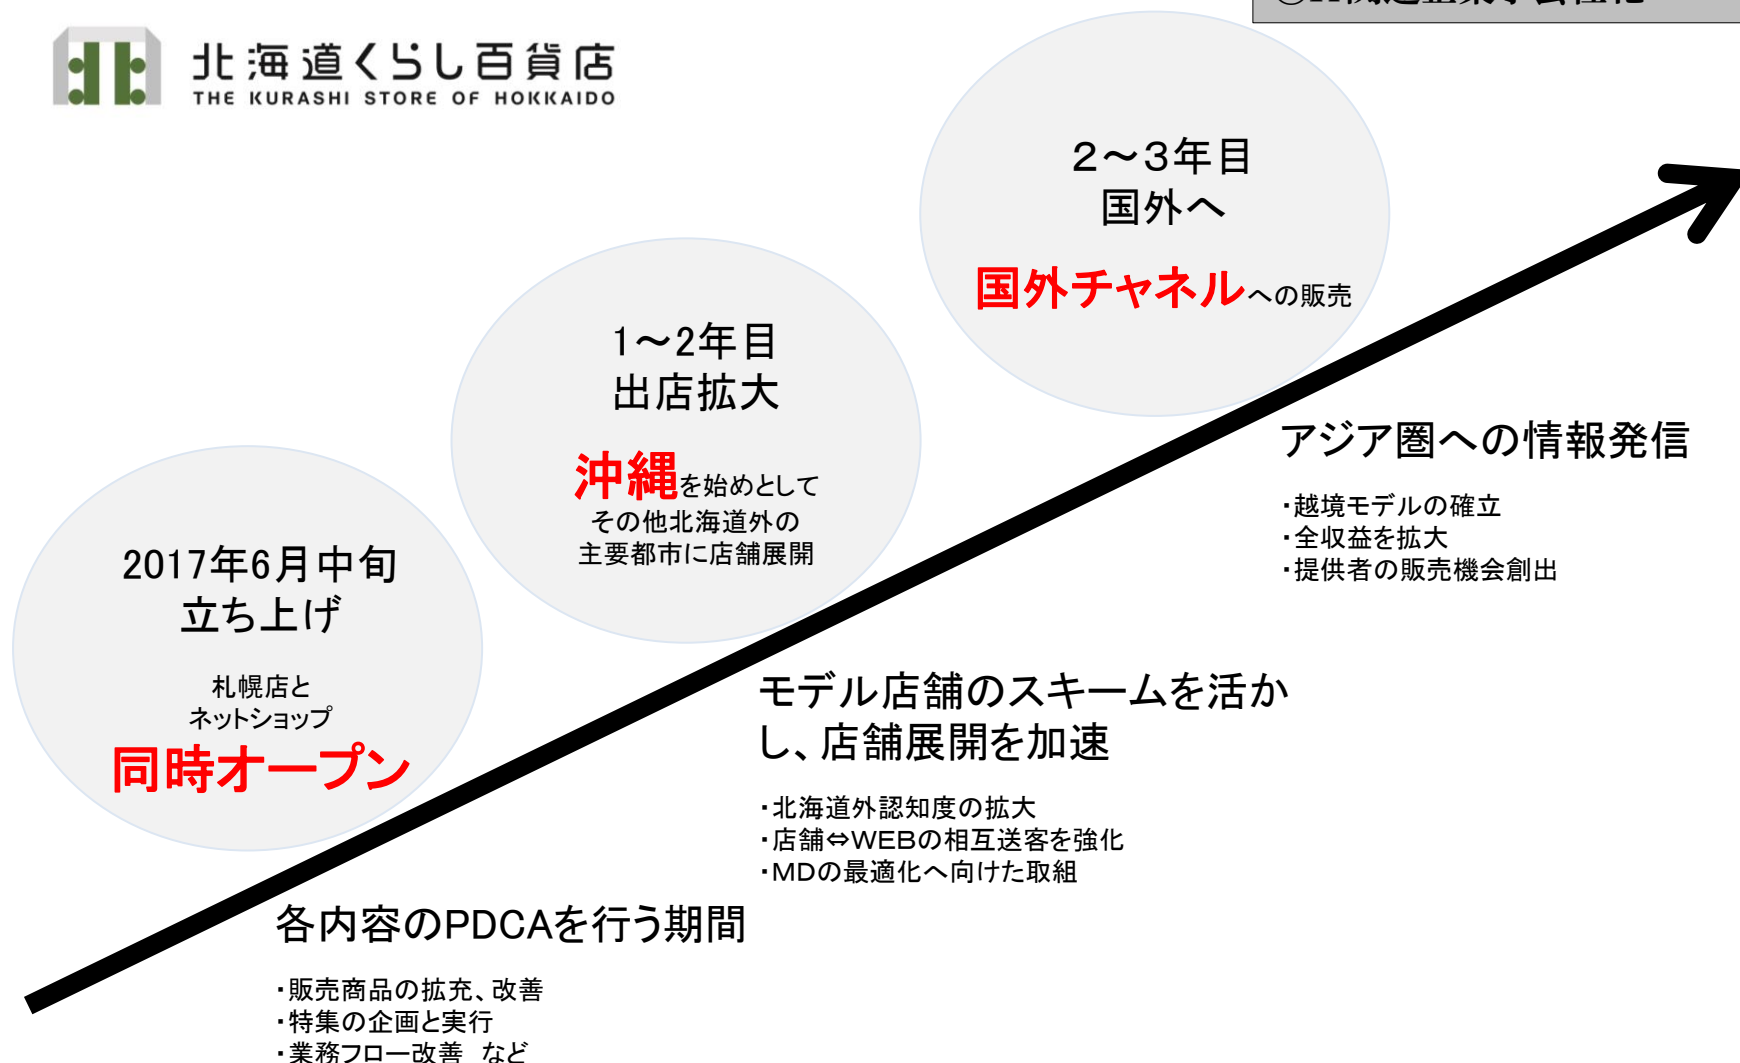 北海道くらし百貨店
THE KURASHI STORE OF HOKKAIDO
2～3年目
国外へ
国外チャネルへの販売
1～2年目
出店拡大
沖縄を始めとして
その他北海道外の
主要都市に店舗展開
2017年6月中旬
立ち上げ
札幌店と
ネットショップ
同時オープン
アジア圏への情報発信
・越境モデルの確立
・全収益を拡大
・提供者の販売機会創出
モデル店舗のスキームを活か
し、店舗展開を加速
・北海道外認知度の拡大
・店舗⇔WEBの相互送客を強化
・MDの最適化へ向けた取組
各内容のPDCAを行う期間
・販売商品の拡充、改善
・特集の企画と実行
・業務フロー改善　など